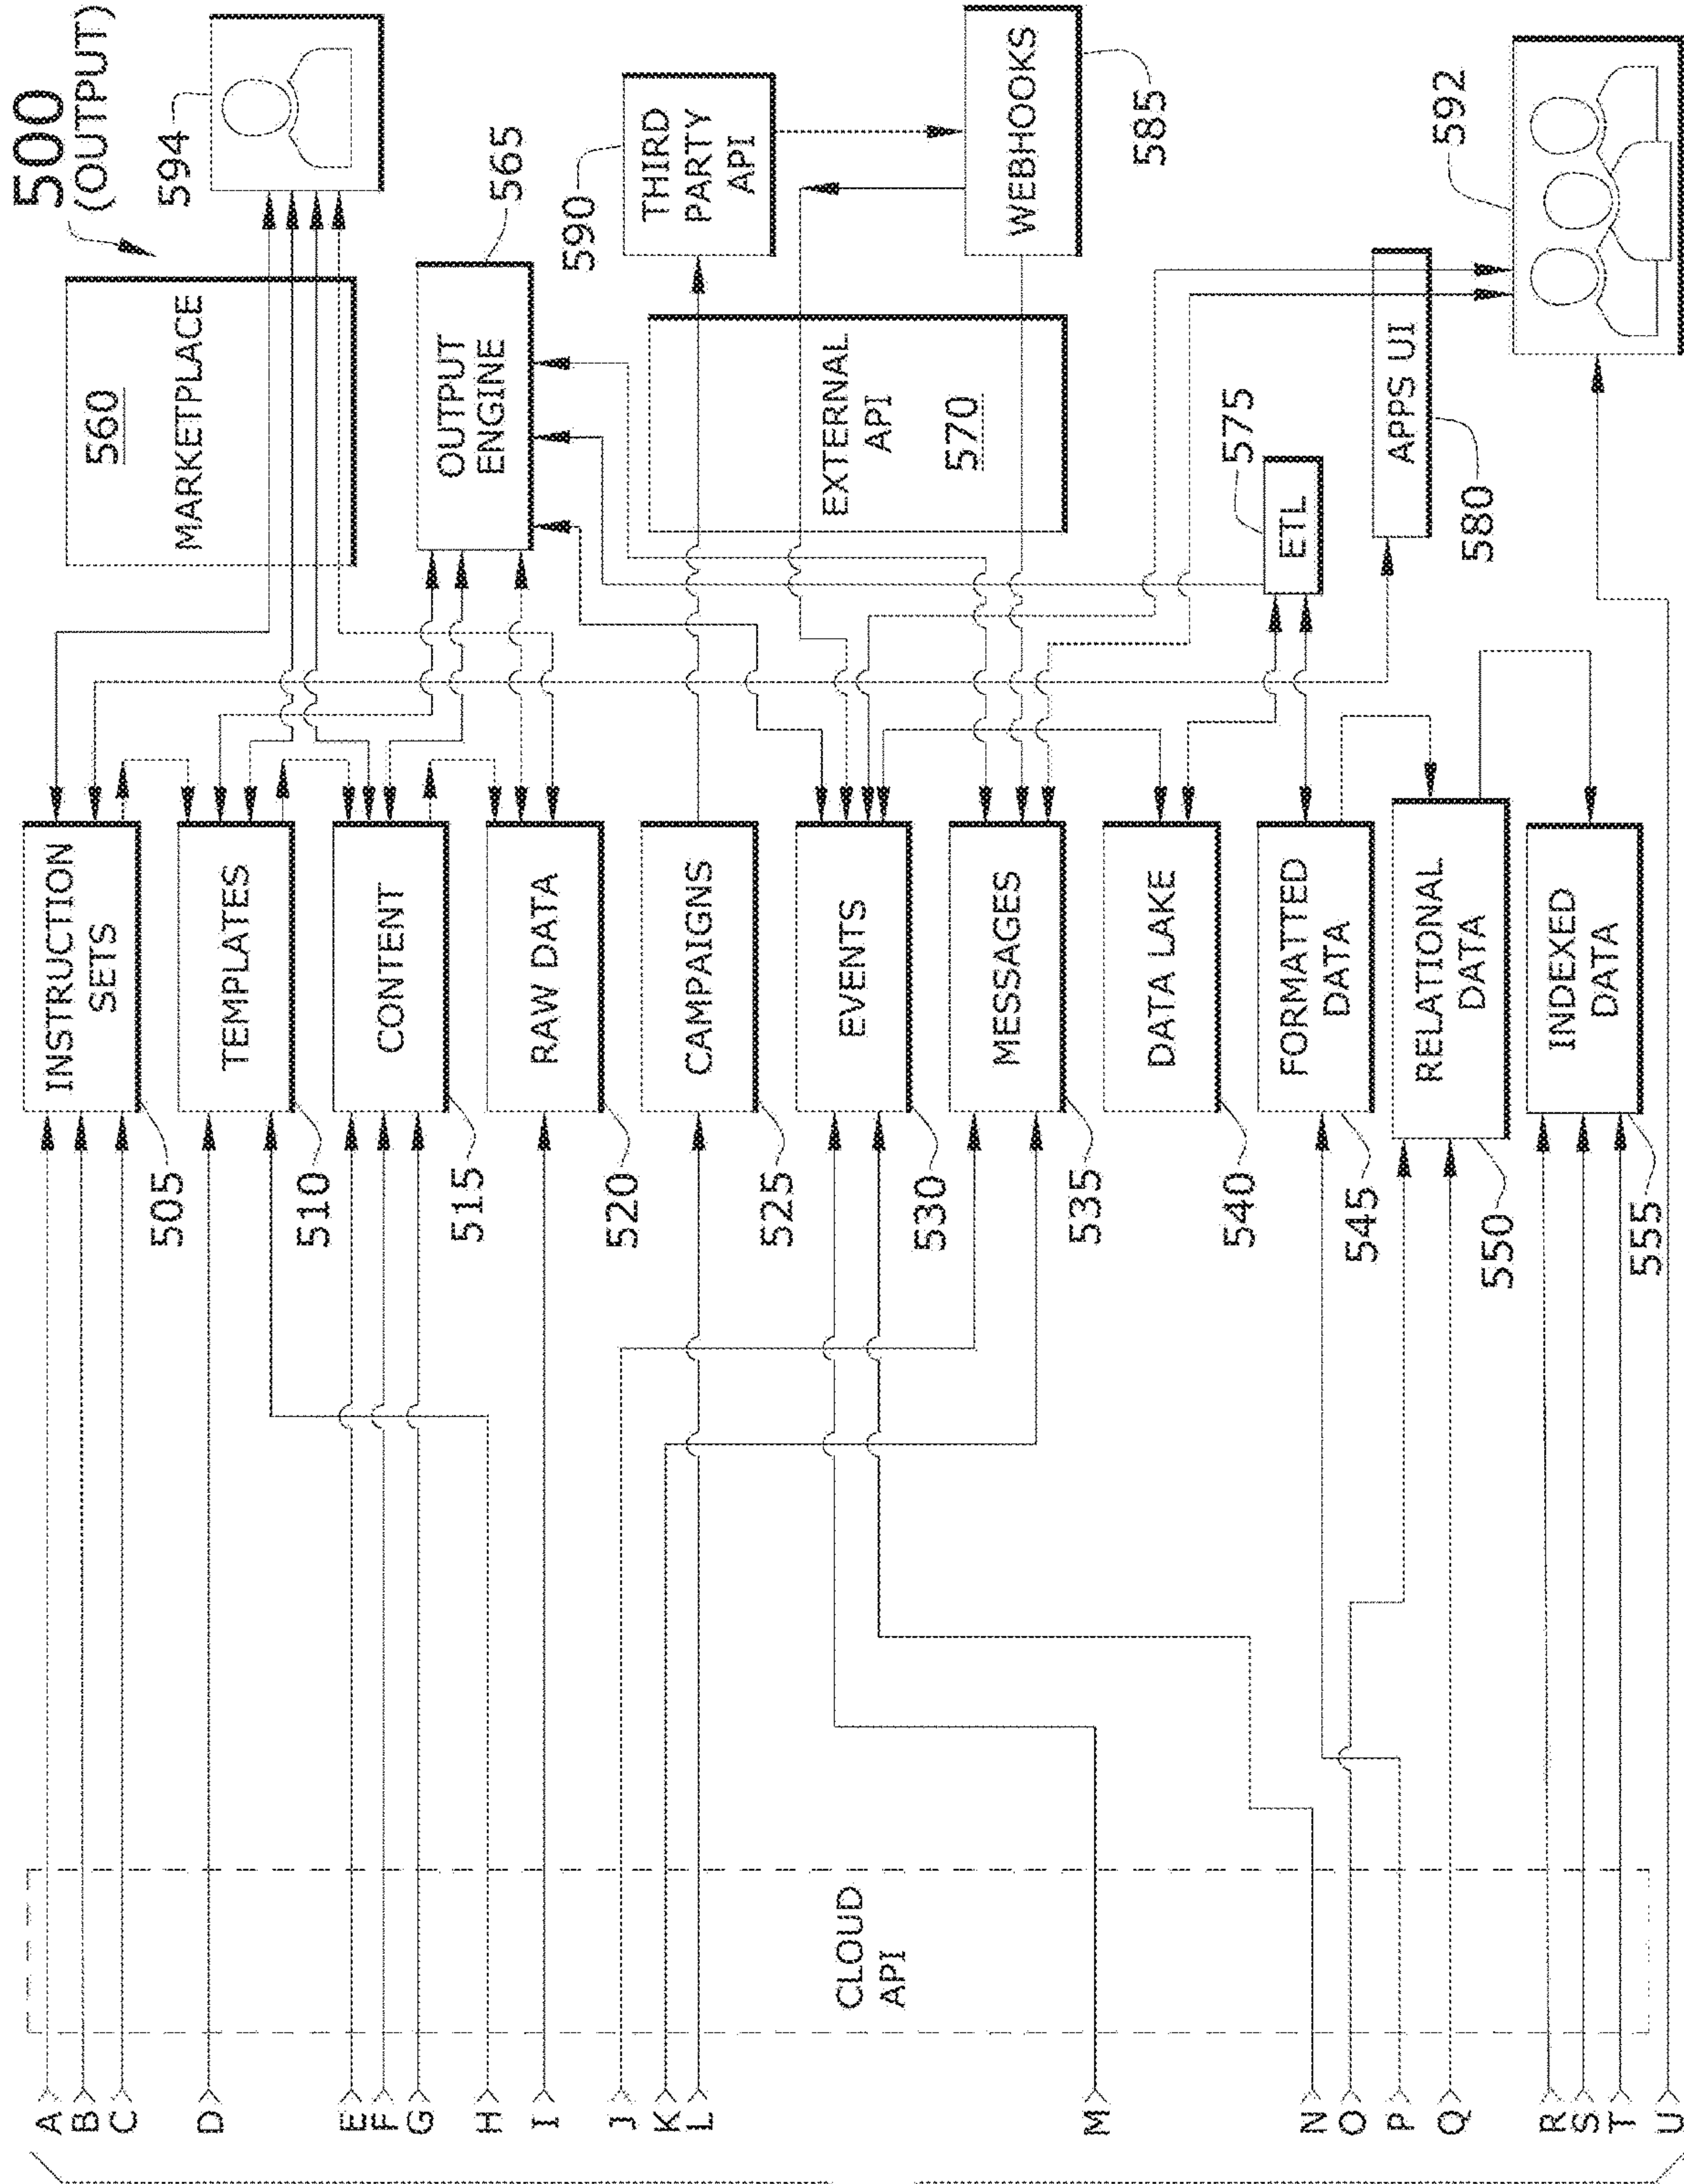 500
(OUTPUT)
A
B
C
D
E
F
G
H
I
J
K
L
M
N
O
P
Q
R
S
T
U
CLOUD
API
INSTRUCTION
SETS
505
TEMPLATES
510
CONTENT
515
RAW DATA
520
CAMPAIGNS
525
EVENTS
530
MESSAGES
535
DATA LAKE
540
FORMATTED
DATA
545
RELATIONAL
DATA
550
INDEXED
DATA
555
560
MARKETPLACE
594
OUTPUT
ENGINE
565
THIRD
PARTY
API
590
EXTERNAL
API
570
WEBHOOKS
585
ETL
575
APPS UI
580
592